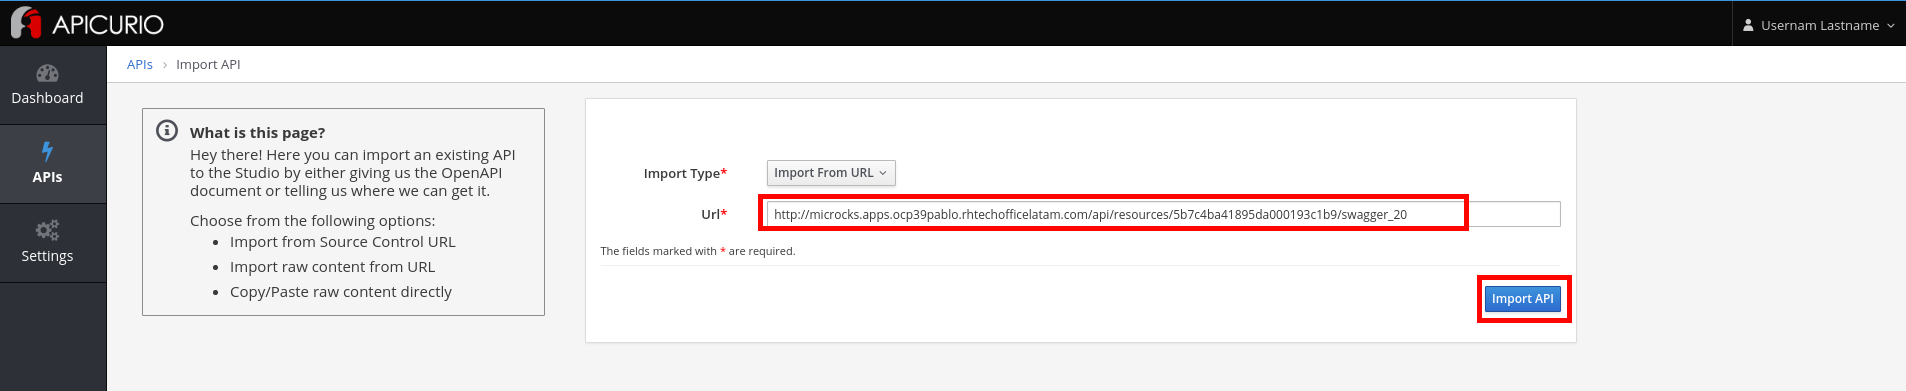 APICURIO
Usernam Lastname
Dashboard
APIs
Settings
APIs > Import API
What is this page?
Hey there! Here you can import an existing API
to the Studio by either giving us the OpenAPI
document or telling us where we can get it.
Choose from the following options:
• Import from Source Control URL
• Import raw content from URL
• Copy/Paste raw content directly
Import Type* Import From URL
Url* http://microcks.apps.ocp39pablo.rhtechofficelatam.com/api/resources/5b7c4ba41895da000193c1b9/swagger_20
The fields marked with * are required.
Import API